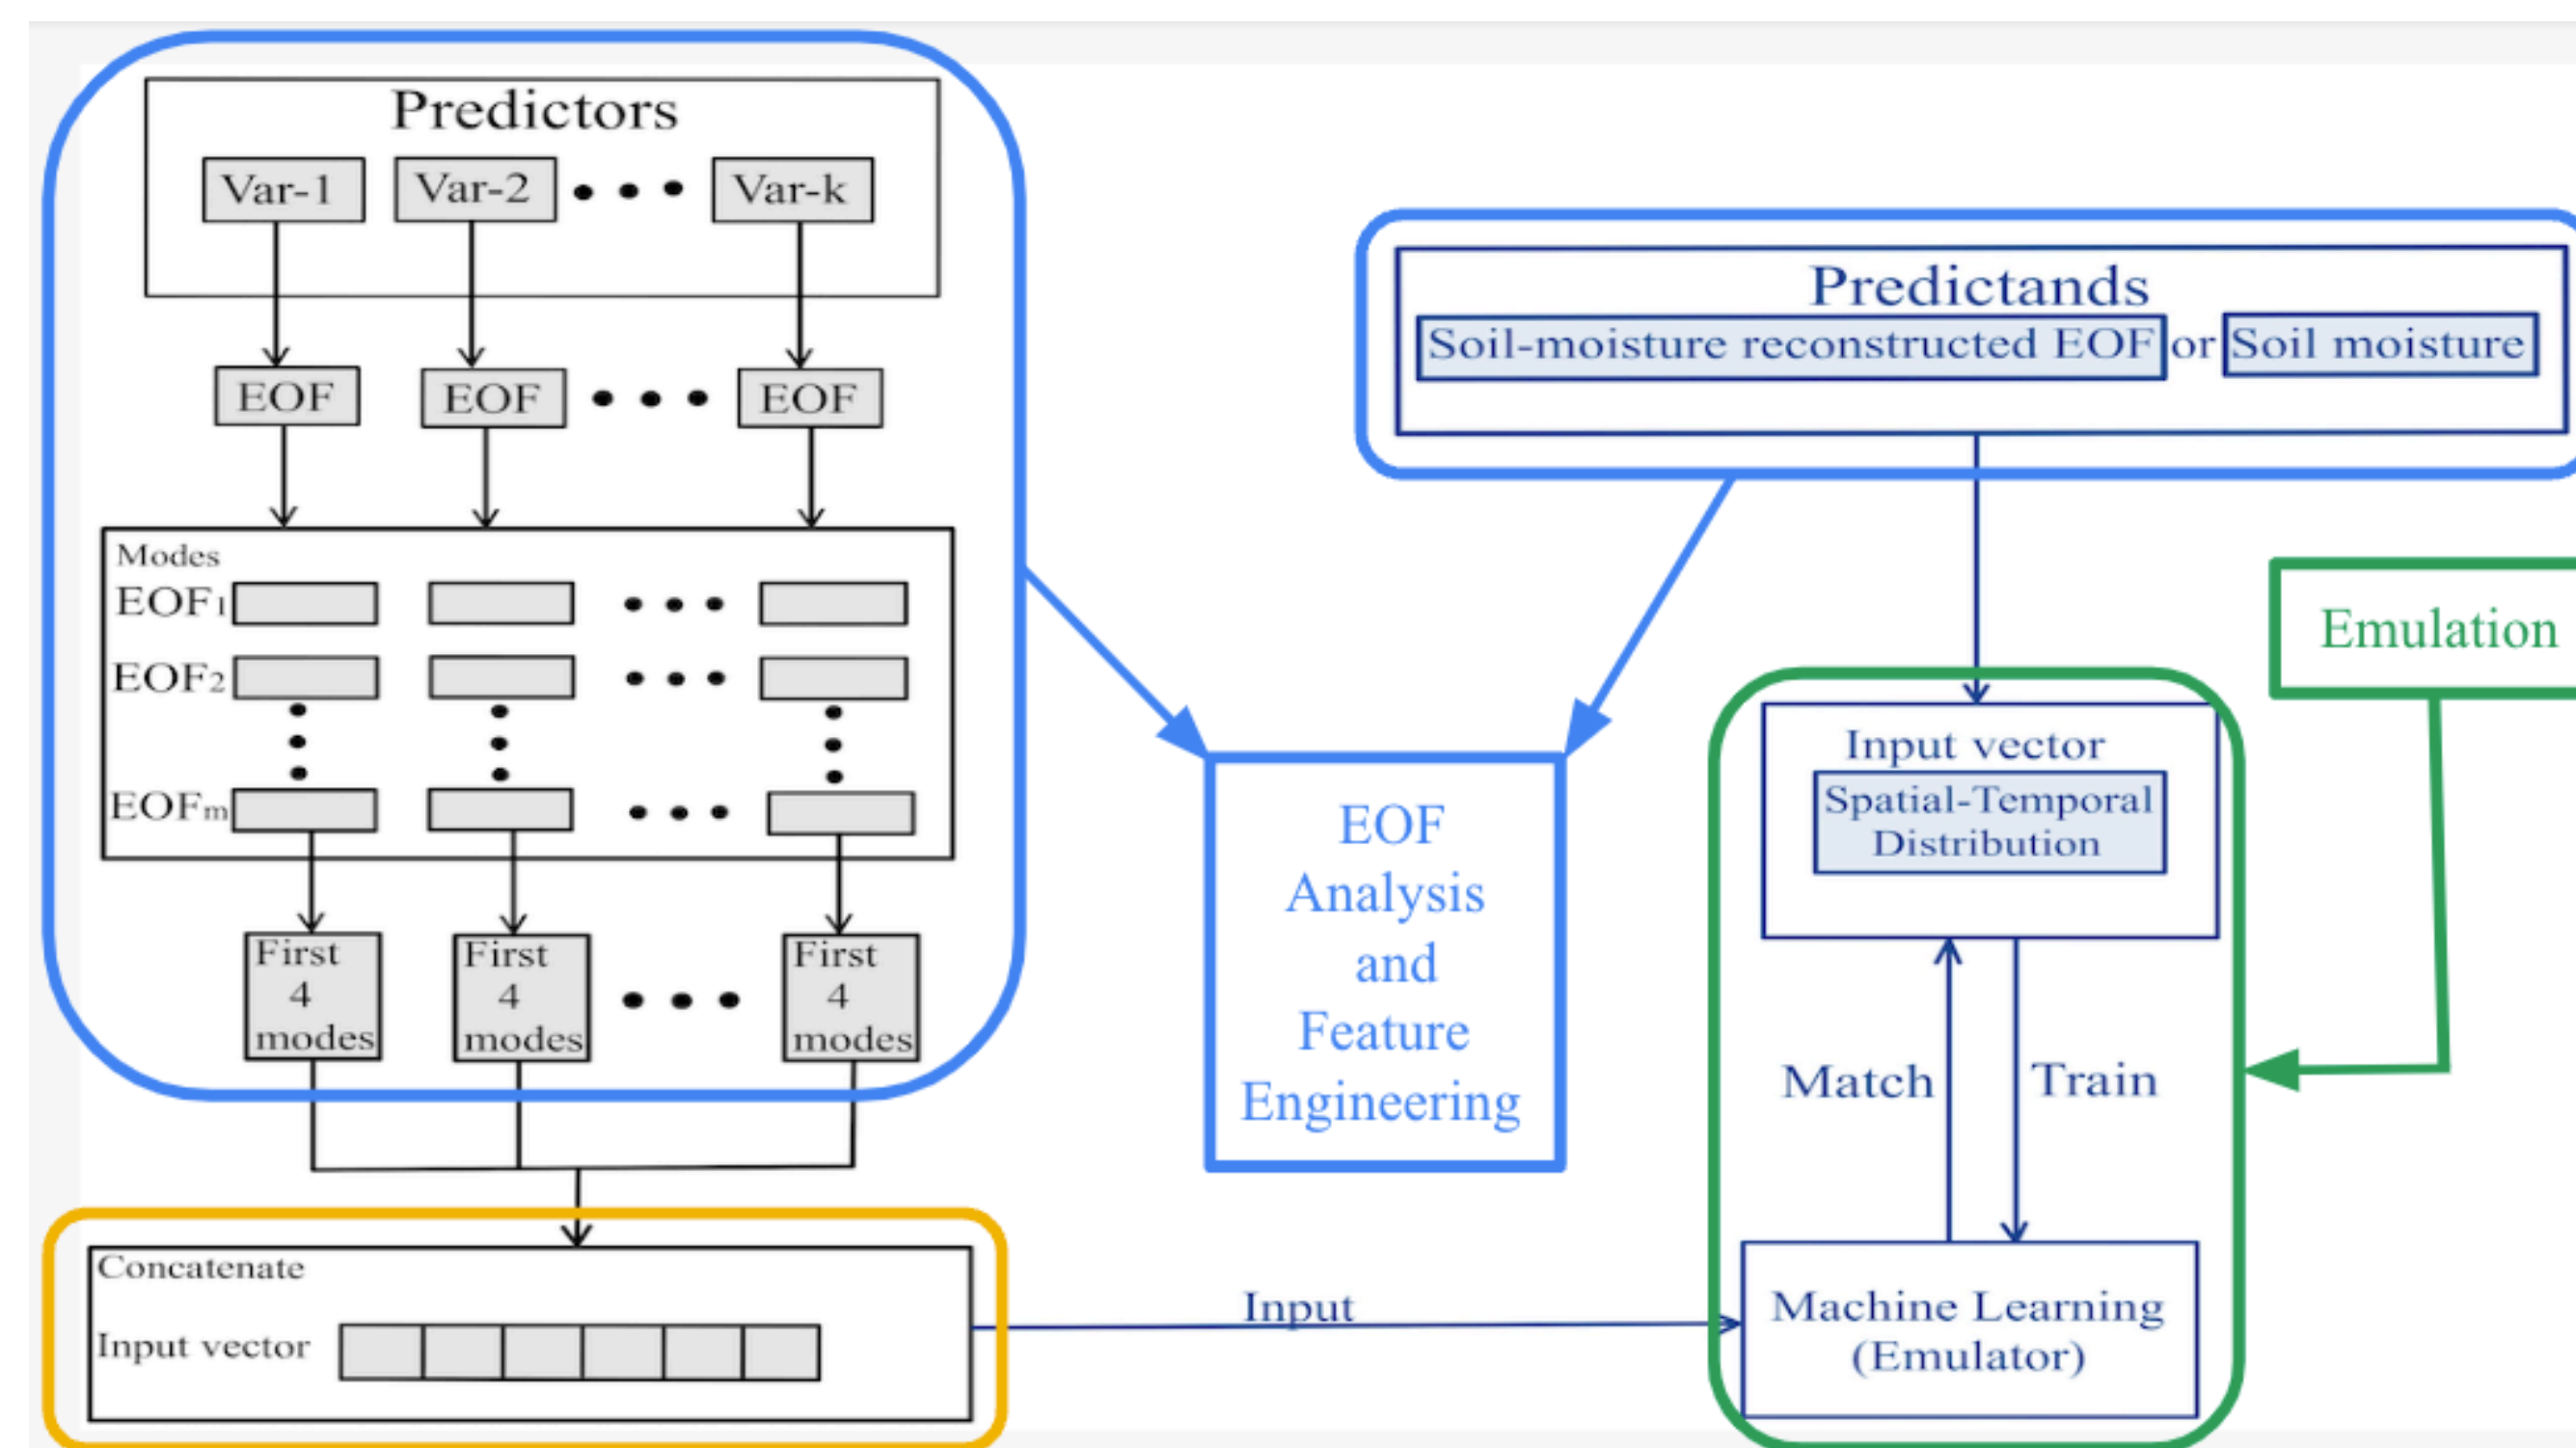 Predictors
Var-1 Var-2 Var-k
EOF EOF EOF
Modes
EOF1
EOF2
EOFm
First 4 modes
First 4 modes
First 4 modes
Concatenate
Input vector
Input
EOF
Analysis
and
Feature
Engineering
Predictands
Soil-moisture reconstructed EOF or Soil moisture
Emulation
Input vector
Spatial-Temporal
Distribution
Match Train
Machine Learning
(Emulator)